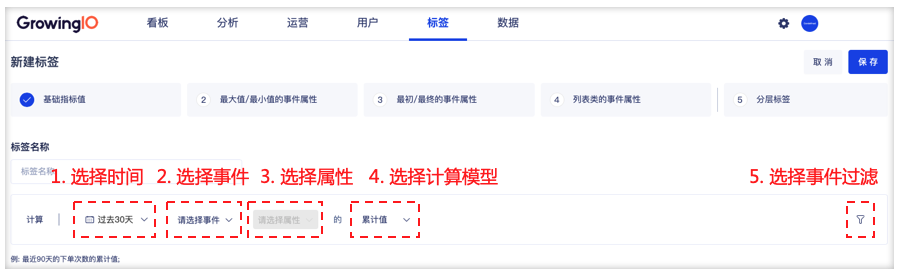 GrowingIO 看板 分析 运营 用户 标签 数据
新建标签 取消 保存
基础指标值 2 最大值/最小值的事件属性 3 最初/最终的事件属性 4 列表类的事件属性 5 分层标签
标签名称
标签名称
1. 选择时间 2. 选择事件 3. 选择属性 4. 选择计算模型 5. 选择事件过滤
计算 过去30天 请选择事件 请选择属性 的 累计值
例: 最近90天的下单次数的累计值;